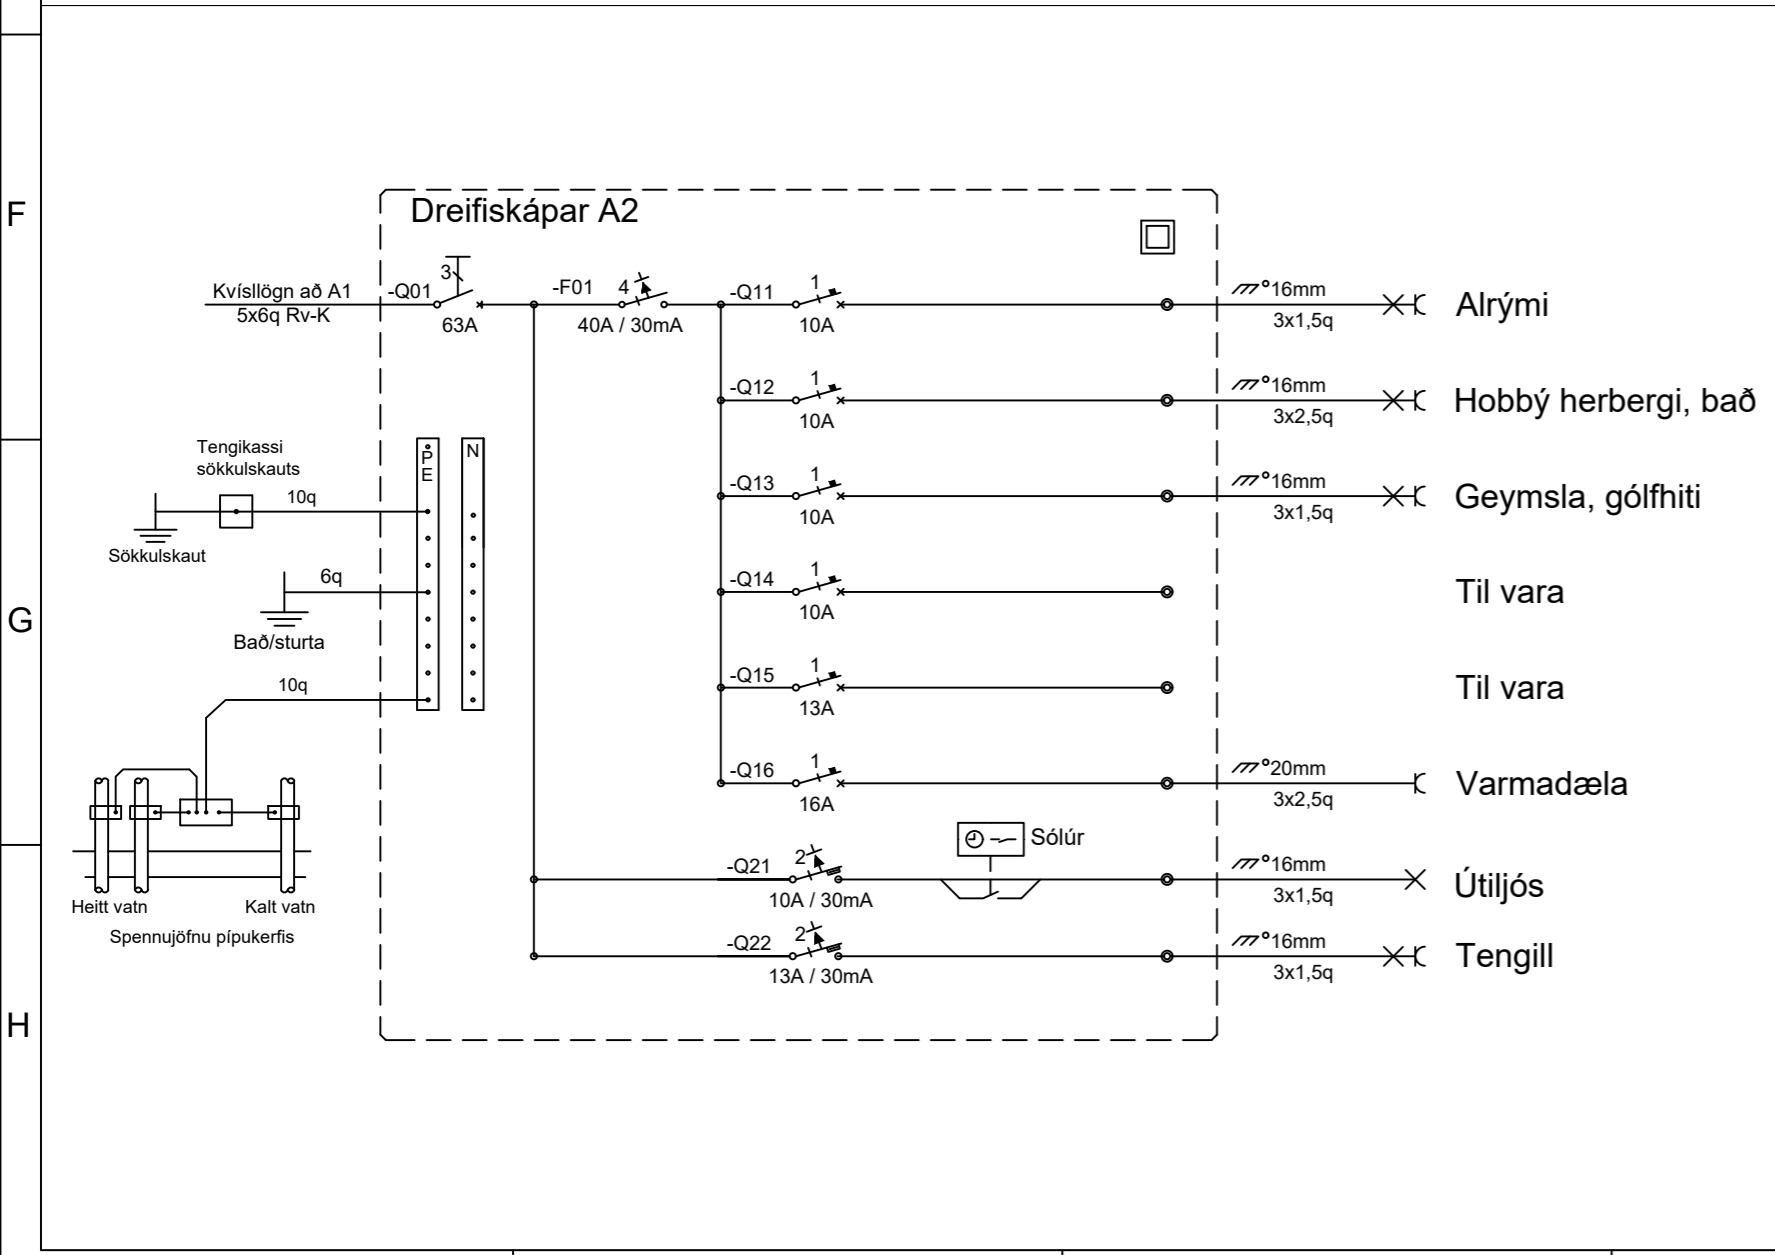 F
G
H
Dreifiskápar A2
Kvísllögn að A1
5x6q Rv-K
-Q01
3
63A
-F01
4
40A / 30mA
-Q11
1
10A
16mm
3x1,5q
Alrými
-Q12
1
10A
16mm
3x2,5q
Hobbý herbergi, bað
-Q13
1
10A
16mm
3x1,5q
Geymsla, gólfhiti
-Q14
1
10A
Til vara
-Q15
1
13A
Til vara
-Q16
1
16A
20mm
3x2,5q
Varmadæla
-Q21
2
10A / 30mA
Sólúr
16mm
3x1,5q
Útiljós
-Q22
2
13A / 30mA
16mm
3x1,5q
Tengill
P
E
N
Tengikassi
sökkulskauts
10q
Sökkulskaut
6q
Bað/sturta
10q
Heitt vatn
Kalt vatn
Spennujöfnu pípukerfis